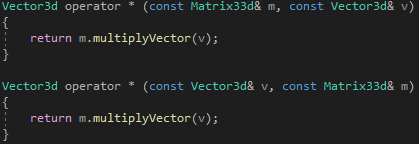 Vector3d operator * (const Matrix33d& m, const Vector3d& v)
{
    return m.multiplyVector(v);
}
Vector3d operator * (const Vector3d& v, const Matrix33d& m)
{
    return m.multiplyVector(v);
}